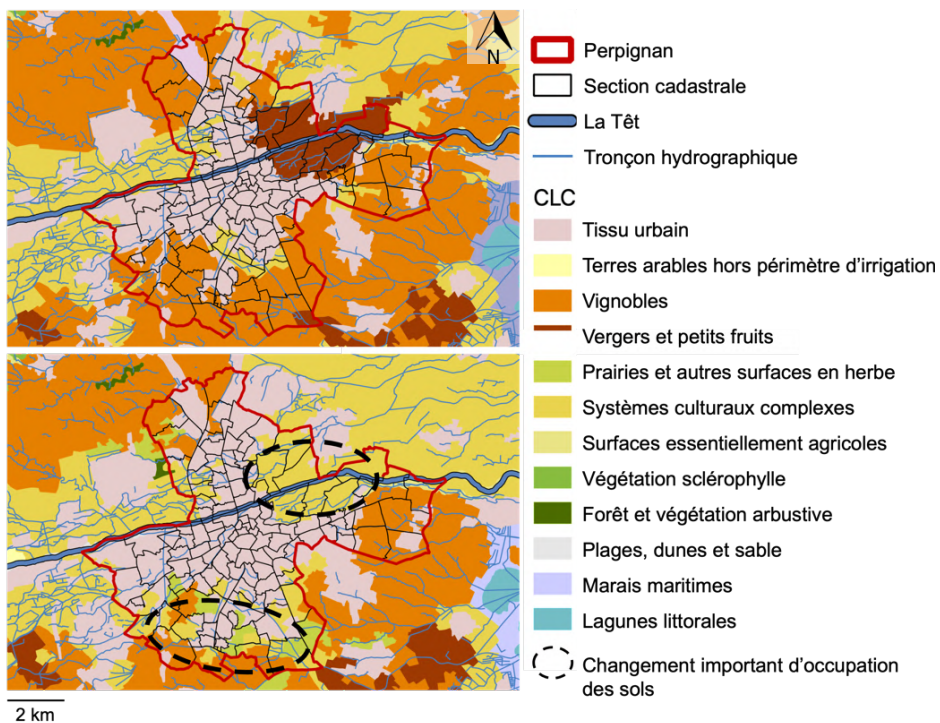 N
Perpignan
Section cadastrale
La Têt
Tronçon hydrographique
CLC
Tissu urbain
Terres arables hors périmètre d’irrigation
Vignobles
Vergers et petits fruits
Prairies et autres surfaces en herbe
Systèmes culturaux complexes
Surfaces essentiellement agricoles
Végétation sclérophylle
Forêt et végétation arbustive
Plages, dunes et sable
Marais maritimes
Lagunes littorales
Changement important d’occupation
des sols
2 km